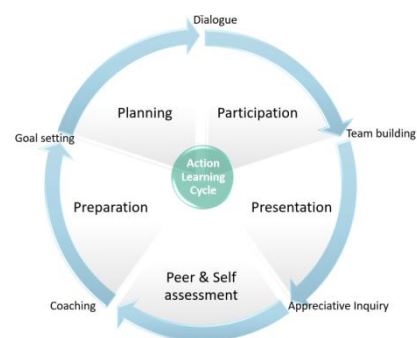 Dialogue
Planning
Participation
Goal setting
Team building
Action
Learning
Cycle
Preparation
Presentation
Peer & Self
assessment
Coaching
Appreciative Inquiry